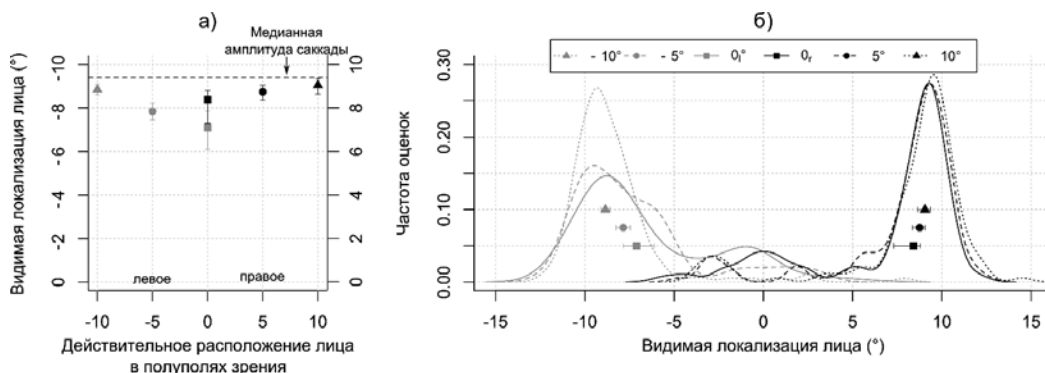 а)
Медианная
амплитуда саккады
Видимая локализация лица (°)
-10
-8
-6
-4
-2
0
10
8
6
4
2
0
левое
правое
-10
-5
0
5
10
Действительное расположение лица
в полуполях зрения
б)
- 10°
- 5°
0ₗ°
0ᵣ
5°
10°
Частота оценок
0.30
0.20
0.10
0.00
-15
-10
-5
0
5
10
15
Видимая локализация лица (°)